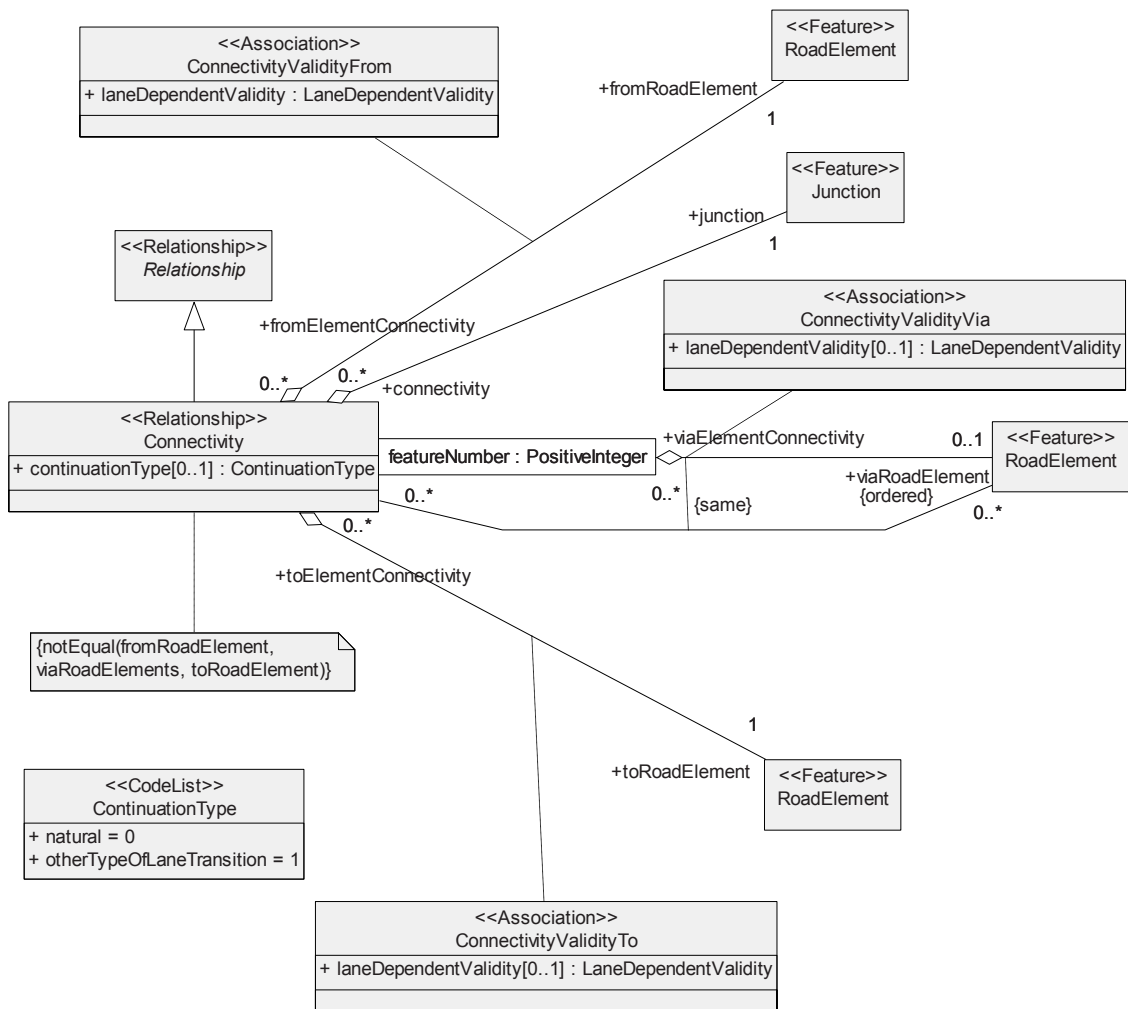 <<Association>>
ConnectivityValidityFrom
+ laneDependentValidity : LaneDependentValidity
<<Feature>>
RoadElement
+fromRoadElement
1
<<Feature>>
Junction
+junction
1
<<Relationship>>
Relationship
<<Association>>
ConnectivityValidityVia
+ laneDependentValidity[0..1] : LaneDependentValidity
+fromElementConnectivity
0..*
0..*
+connectivity
<<Relationship>>
Connectivity
+ continuationType[0..1] : ContinuationType
featureNumber : PositiveInteger
+viaElementConnectivity
0..1
<<Feature>>
RoadElement
0..*
0..*
{same}
+viaRoadElement
{ordered}
0..*
0..*
+toElementConnectivity
{notEqual(fromRoadElement,
viaRoadElements, toRoadElement)}
1
+toRoadElement
<<Feature>>
RoadElement
<<CodeList>>
ContinuationType
+ natural = 0
+ otherTypeOfLaneTransition = 1
<<Association>>
ConnectivityValidityTo
+ laneDependentValidity[0..1] : LaneDependentValidity